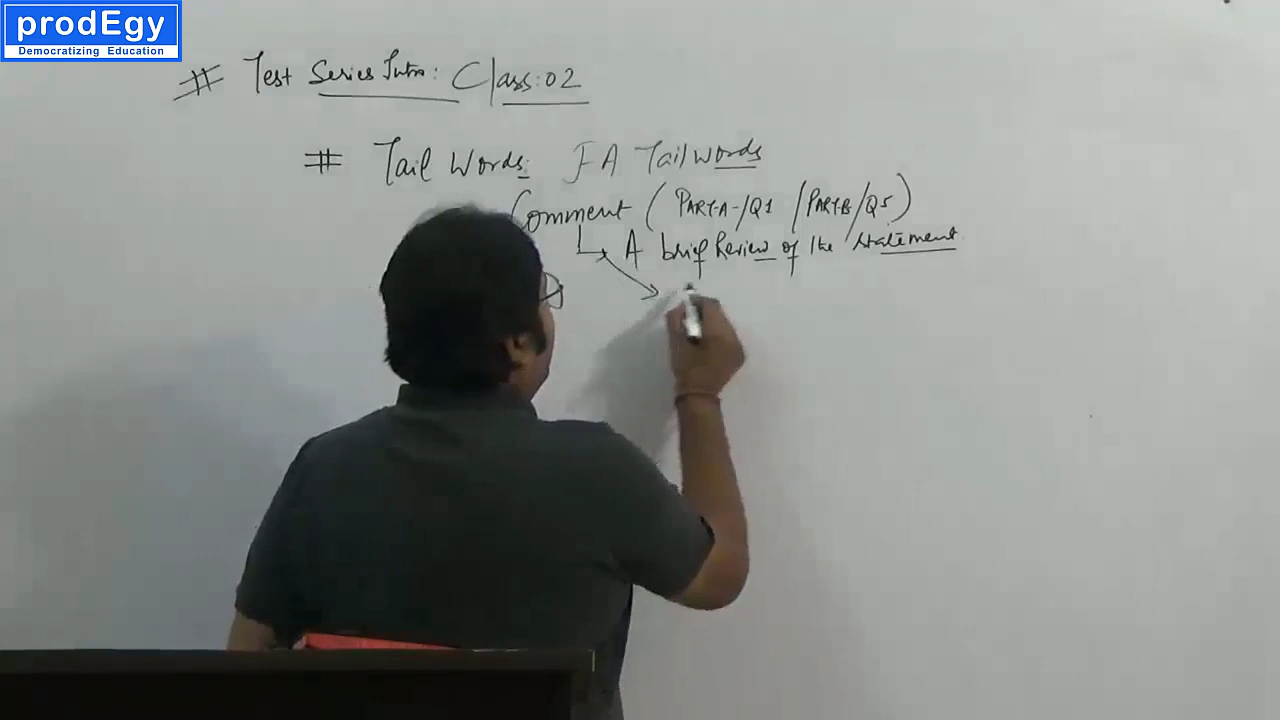 prodEgy
Democratizing Education
# Test Series Intro: Class:02
# Tail Words: Tailwords
Comment (PART-A/Q1 /PART-B/Q5)
A brief Review of the Statement